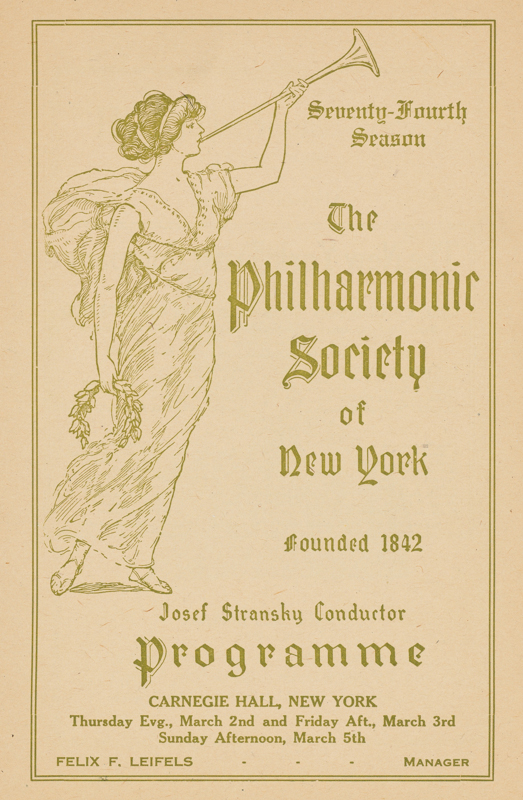 Seventy-Fourth
Season
The
Philharmonic
Society
of
New York
Founded 1842
Josef Stransky Conductor
Programme
CARNEGIE HALL, NEW YORK
Thursday Evg., March 2nd and Friday Aft., March 3rd
Sunday Afternoon, March 5th
FELIX F. LEIFELS - - - MANAGER